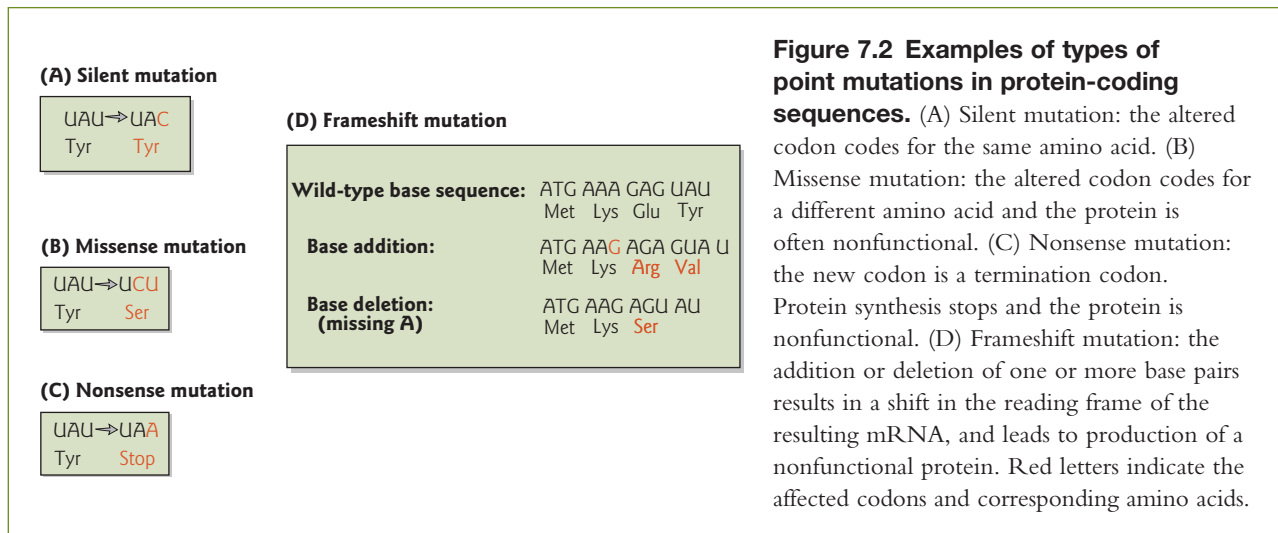 (A) Silent mutation
UAU⇒UAC
Tyr Tyr
(B) Missense mutation
UAU⇒UCU
Tyr Ser
(C) Nonsense mutation
UAU⇒UAA
Tyr Stop
(D) Frameshift mutation
Wild-type base sequence: ATG AAA GAG UAU
Met Lys Glu Tyr
Base addition: ATG AAG AGA GUA U
Met Lys Arg Val
Base deletion: ATG AAG AGU AU
(missing A) Met Lys Ser
Figure 7.2 Examples of types of
point mutations in protein-coding
sequences. (A) Silent mutation: the altered
codon codes for the same amino acid. (B)
Missense mutation: the altered codon codes for
a different amino acid and the protein is
often nonfunctional. (C) Nonsense mutation:
the new codon is a termination codon.
Protein synthesis stops and the protein is
nonfunctional. (D) Frameshift mutation: the
addition or deletion of one or more base pairs
results in a shift in the reading frame of the
resulting mRNA, and leads to production of a
nonfunctional protein. Red letters indicate the
affected codons and corresponding amino acids.